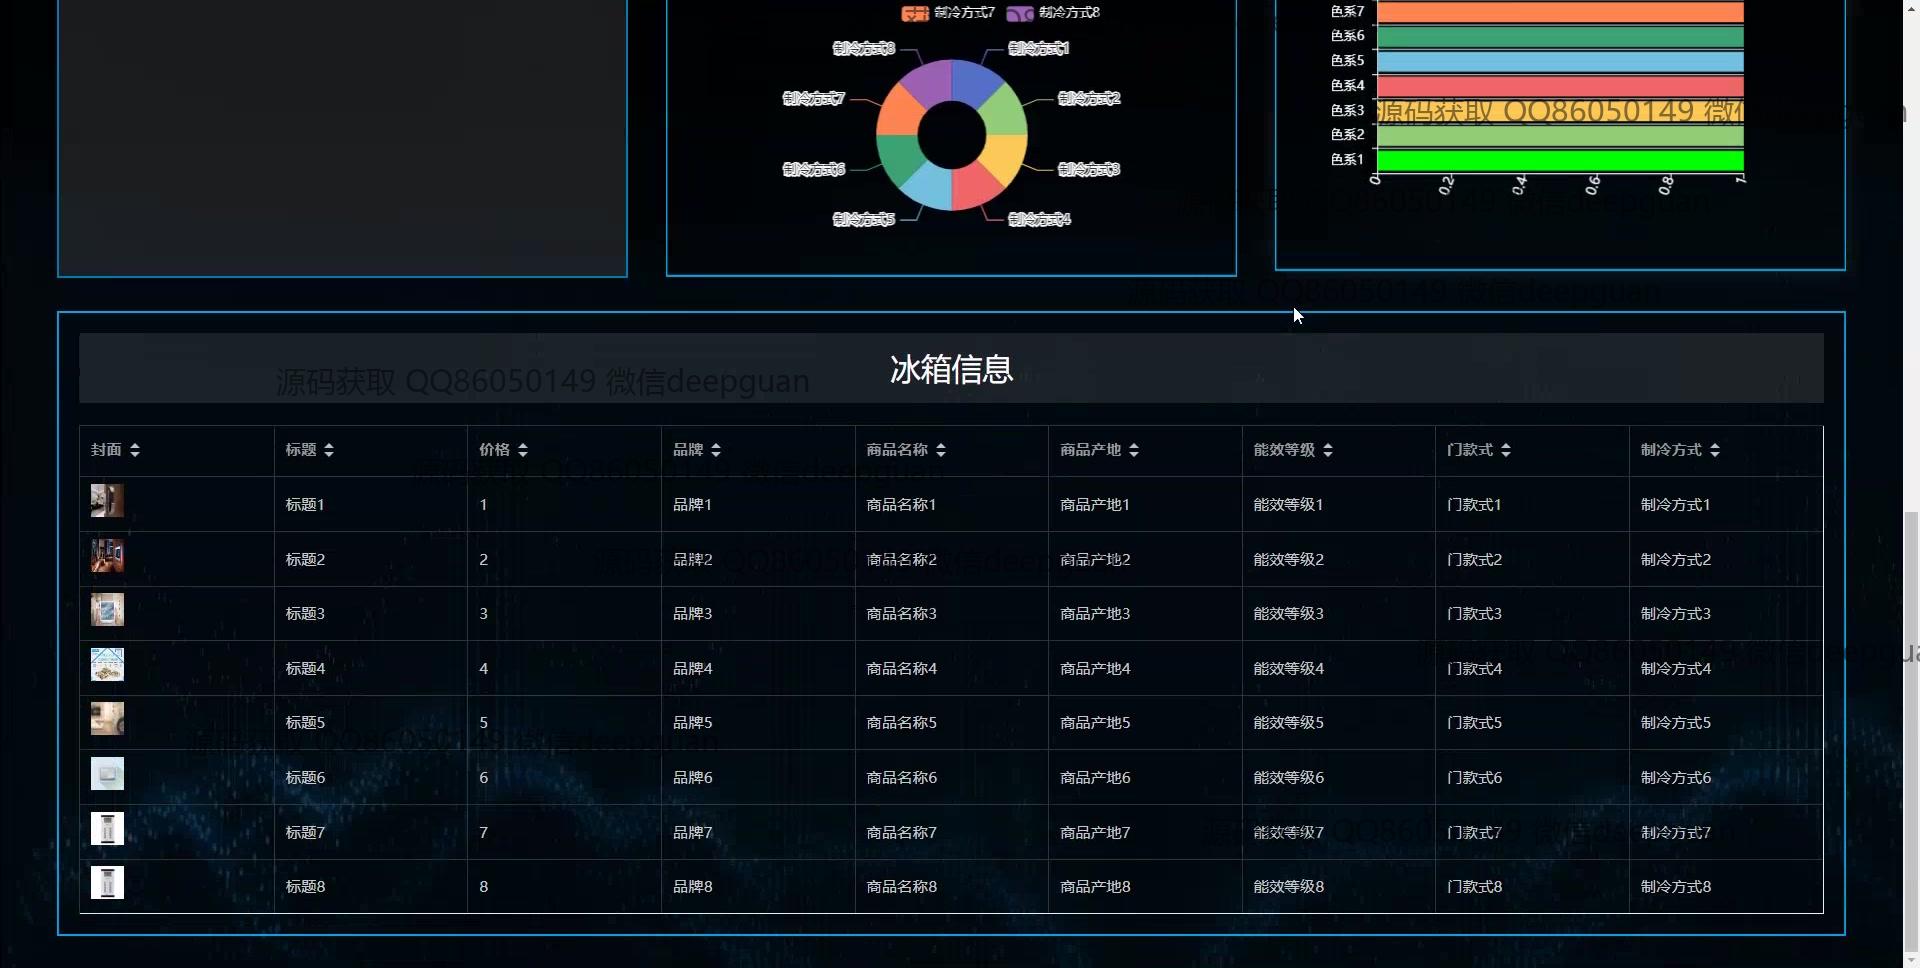 制冷方式7 制冷方式8
制冷方式8 制冷方式1
制冷方式7 制冷方式2
制冷方式6 制冷方式3
制冷方式5 制冷方式4
色系7
色系6
色系5
色系4
色系3
色系2
色系1
0 0.2 0.4 0.6 0.8 1
源码获取 QQ86050149 微信
源码获取 QQ86050149 微信deepguan
冰箱信息
源码获取 QQ86050149 微信deepguan
封面 标题 价格 品牌 商品名称 商品产地 能效等级 门款式 制冷方式
标题1 1 品牌1 商品名称1 商品产地1 能效等级1 门款式1 制冷方式1
标题2 2 品牌2 商品名称2 商品产地2 能效等级2 门款式2 制冷方式2
标题3 3 品牌3 商品名称3 商品产地3 能效等级3 门款式3 制冷方式3
标题4 4 品牌4 商品名称4 商品产地4 能效等级4 门款式4 制冷方式4
标题5 5 品牌5 商品名称5 商品产地5 能效等级5 门款式5 制冷方式5
标题6 6 品牌6 商品名称6 商品产地6 能效等级6 门款式6 制冷方式6
标题7 7 品牌7 商品名称7 商品产地7 能效等级7 门款式7 制冷方式7
标题8 8 品牌8 商品名称8 商品产地8 能效等级8 门款式8 制冷方式8